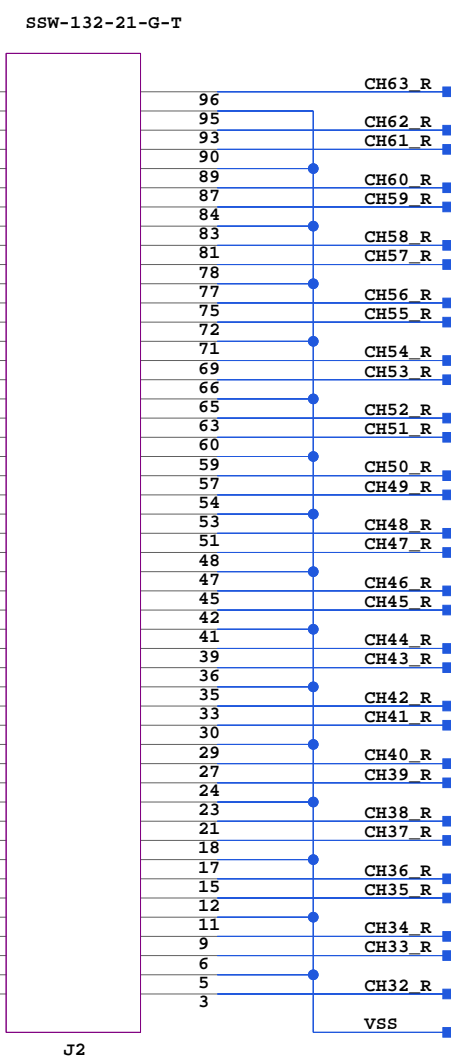 SSW-132-21-G-T
CH63_R
96
95
CH62_R
93
CH61_R
90
89
CH60_R
87
CH59_R
84
83
CH58_R
81
CH57_R
78
77
CH56_R
75
CH55_R
72
71
CH54_R
69
CH53_R
66
65
CH52_R
63
CH51_R
60
59
CH50_R
57
CH49_R
54
53
CH48_R
51
CH47_R
48
47
CH46_R
45
CH45_R
42
41
CH44_R
39
CH43_R
36
35
CH42_R
33
CH41_R
30
29
CH40_R
27
CH39_R
24
23
CH38_R
21
CH37_R
18
17
CH36_R
15
CH35_R
12
11
CH34_R
9
CH33_R
6
5
CH32_R
3
VSS
J2